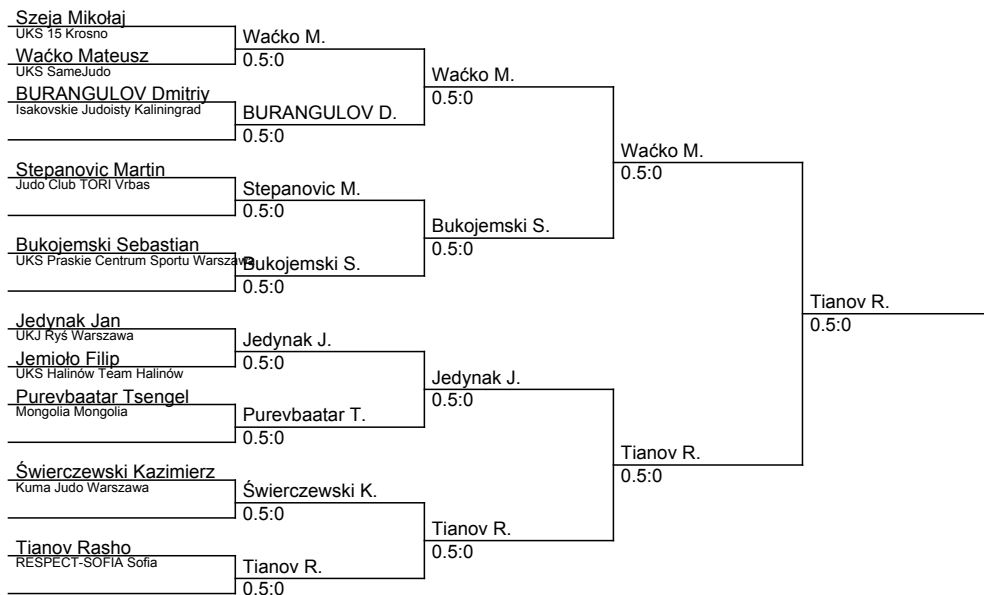 Szeja Mikołaj
UKS 15 Krosno
Waćko Mateusz
UKS SameJudo
BURANGULOV Dmitriy
Isakovskie Judoisty Kaliningrad
Stepanovic Martin
Judo Club TORI Vrbas
Bukojemski Sebastian
UKS Praskie Centrum Sportu Warszawa
Jedynak Jan
UKJ Ryś Warszawa
Jemioło Filip
UKS Halinów Team Halinów
Purevbaatar Tsengel
Mongolia Mongolia
Świerczewski Kazimierz
Kuma Judo Warszawa
Tianov Rasho
RESPECT-SOFIA Sofia
Waćko M.
0.5:0
BURANGULOV D.
0.5:0
Stepanovic M.
0.5:0
Bukojemski S.
0.5:0
Jedynak J.
0.5:0
Purevbaatar T.
0.5:0
Świerczewski K.
0.5:0
Tianov R.
0.5:0
Waćko M.
0.5:0
Bukojemski S.
0.5:0
Jedynak J.
0.5:0
Tianov R.
0.5:0
Waćko M.
0.5:0
Tianov R.
0.5:0
Tianov R.
0.5:0